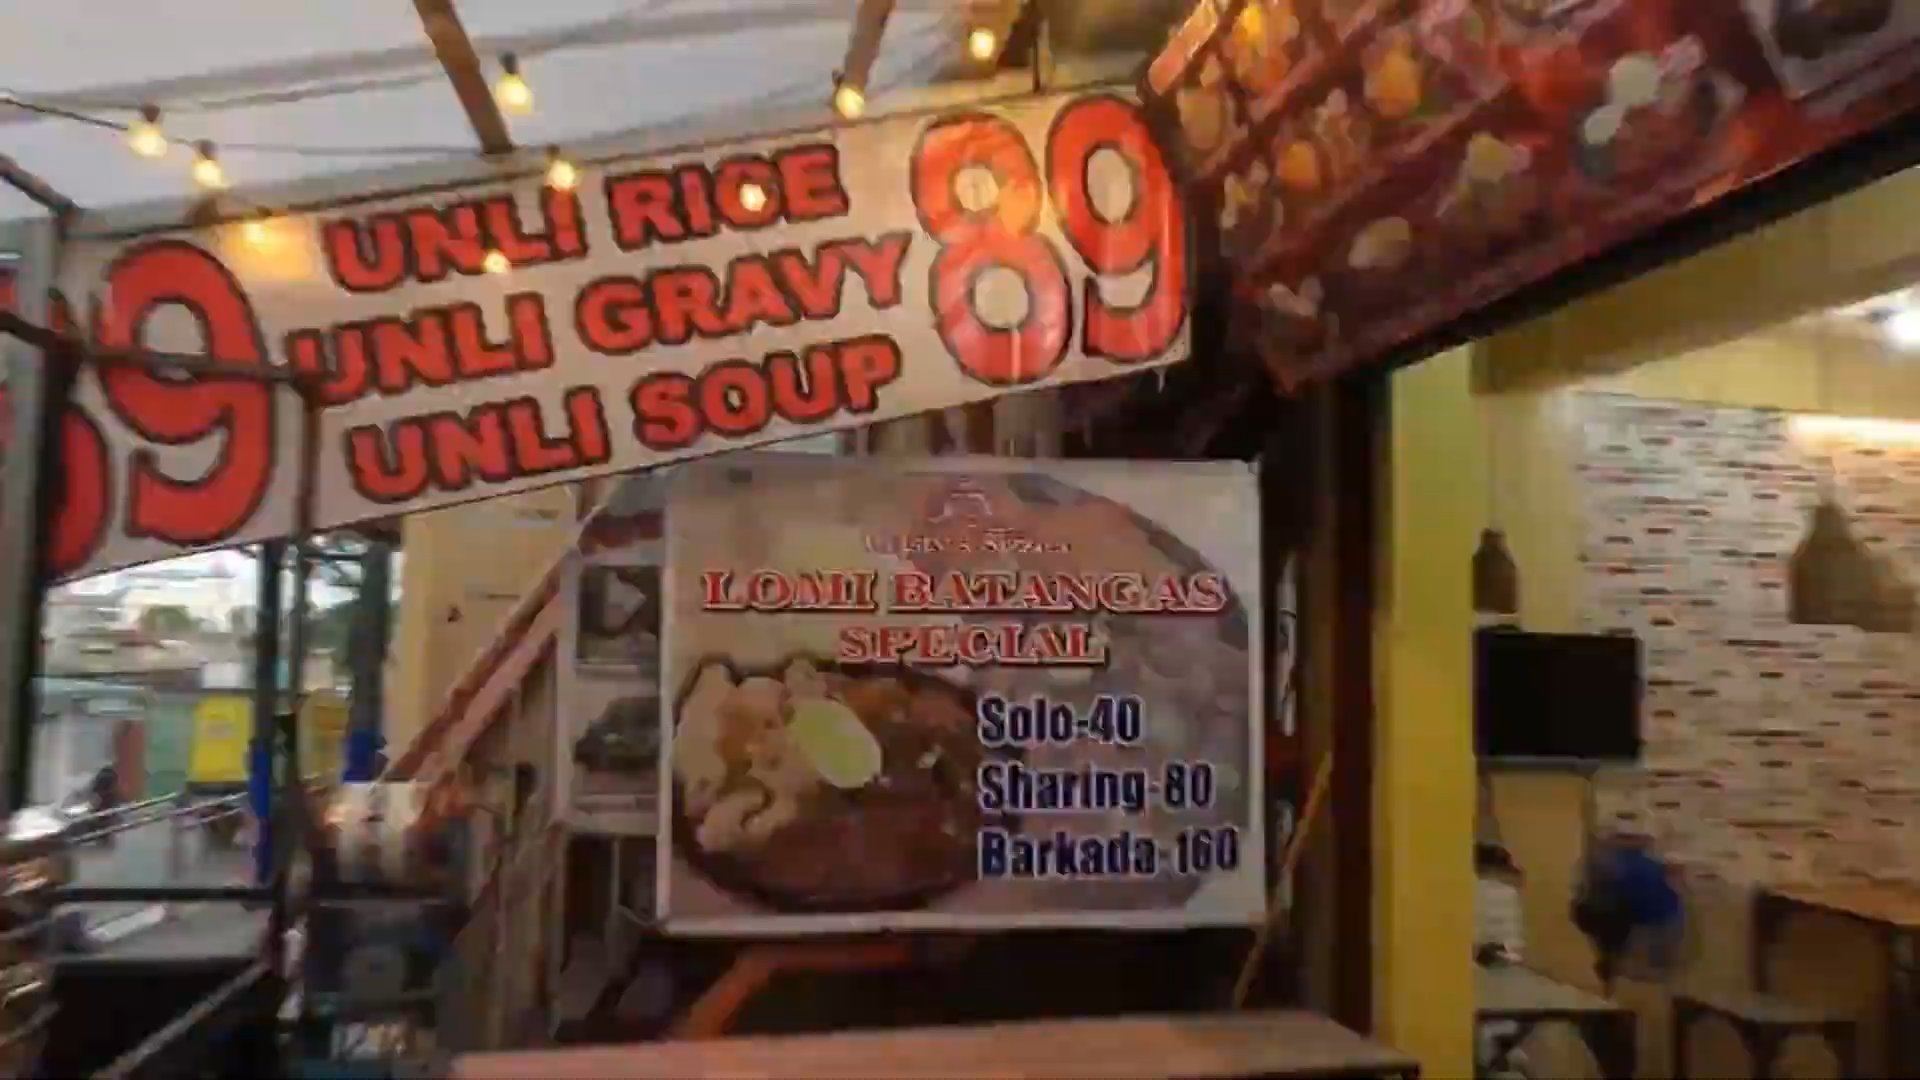 89
UNLI RICE
UNLI GRAVY
UNLI SOUP
89
LOMI BATANGAS
SPECIAL
Solo-40
Sharing-80
Barkada-160